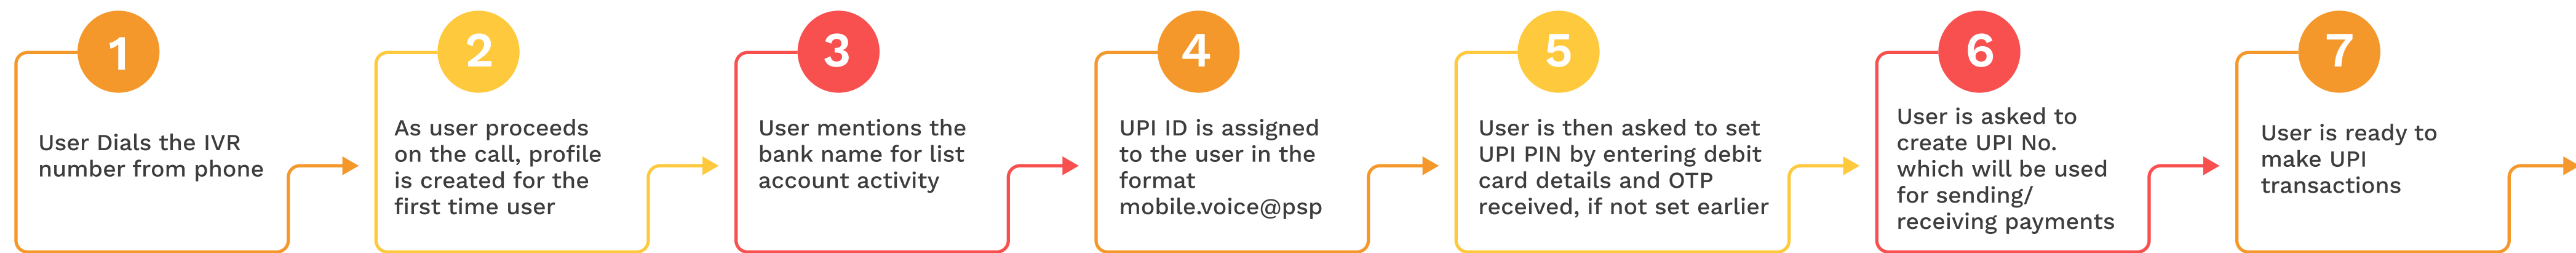 1
User Dials the IVR
number from phone
2
As user proceeds
on the call, profile
is created for the
first time user
3
User mentions the
bank name for list
account activity
4
UPI ID is assigned
to the user in the
format
mobile.voice@psp
5
User is then asked to set
UPI PIN by entering debit
card details and OTP
received, if not set earlier
6
User is asked to
create UPI No.
which will be used
for sending/
receiving payments
7
User is ready to
make UPI
transactions